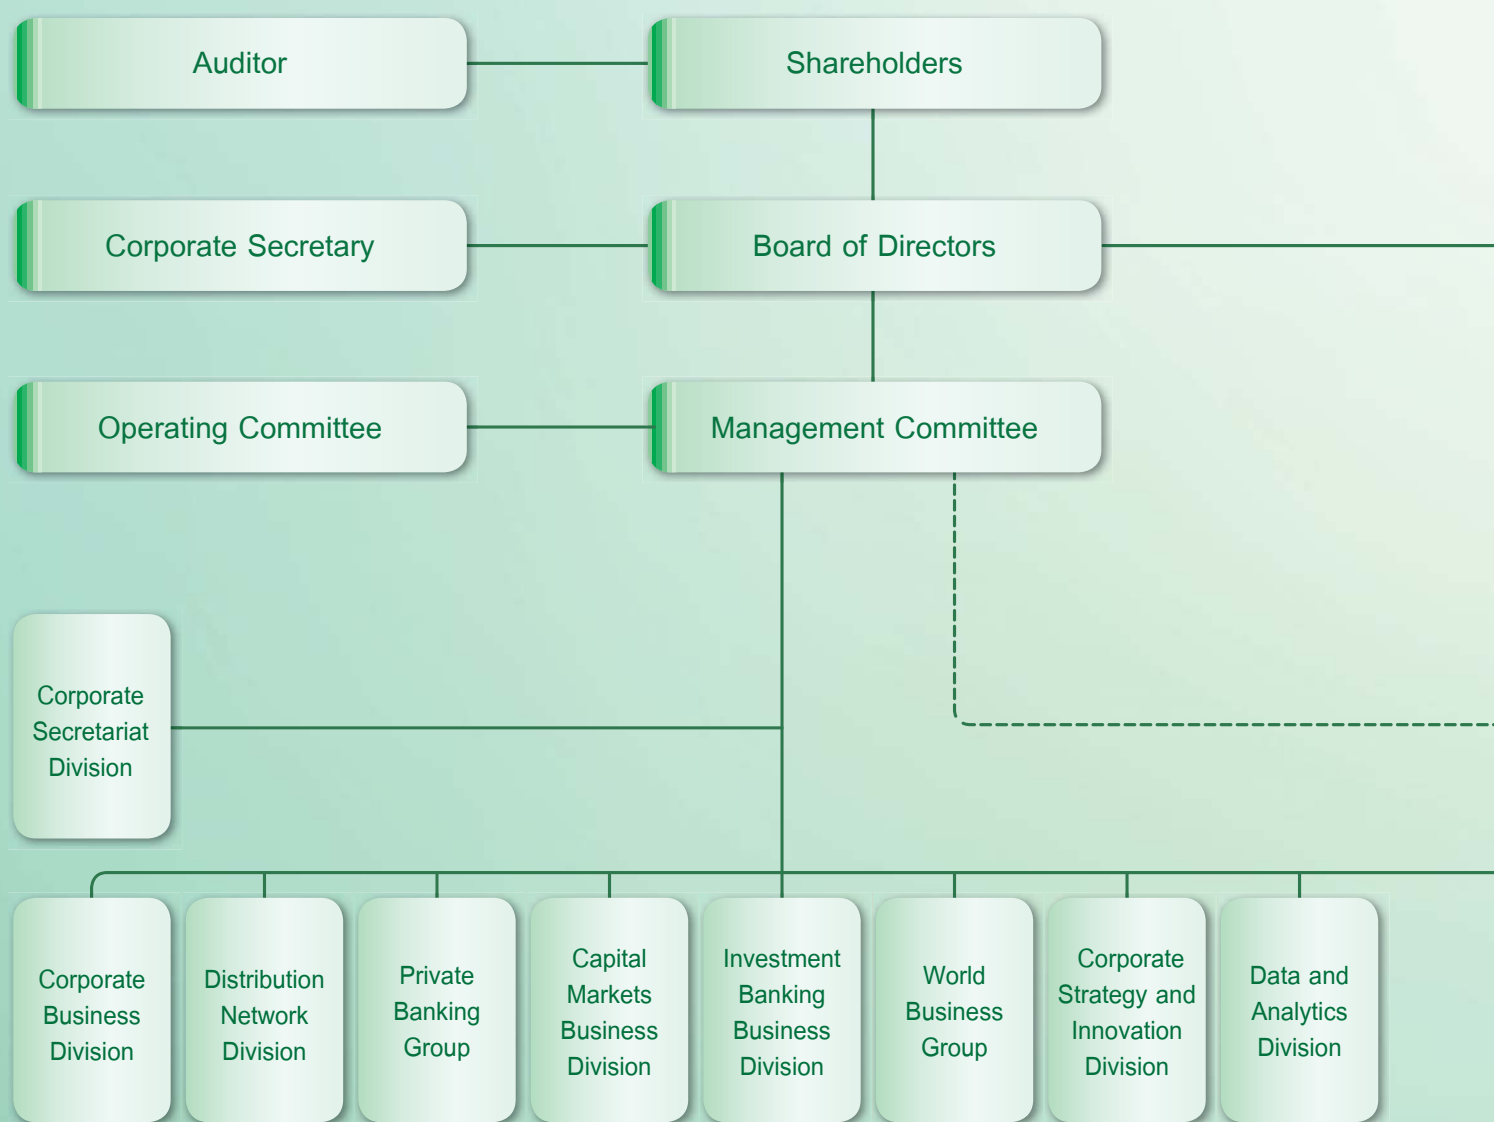 Auditor
Shareholders
Corporate Secretary
Board of Directors
Operating Committee
Management Committee
Corporate
Secretariat
Division
Corporate
Business
Division
Distribution
Network
Division
Private
Banking
Group
Capital
Markets
Business
Division
Investment
Banking
Business
Division
World
Business
Group
Corporate
Strategy and
Innovation
Division
Data and
Analytics
Division